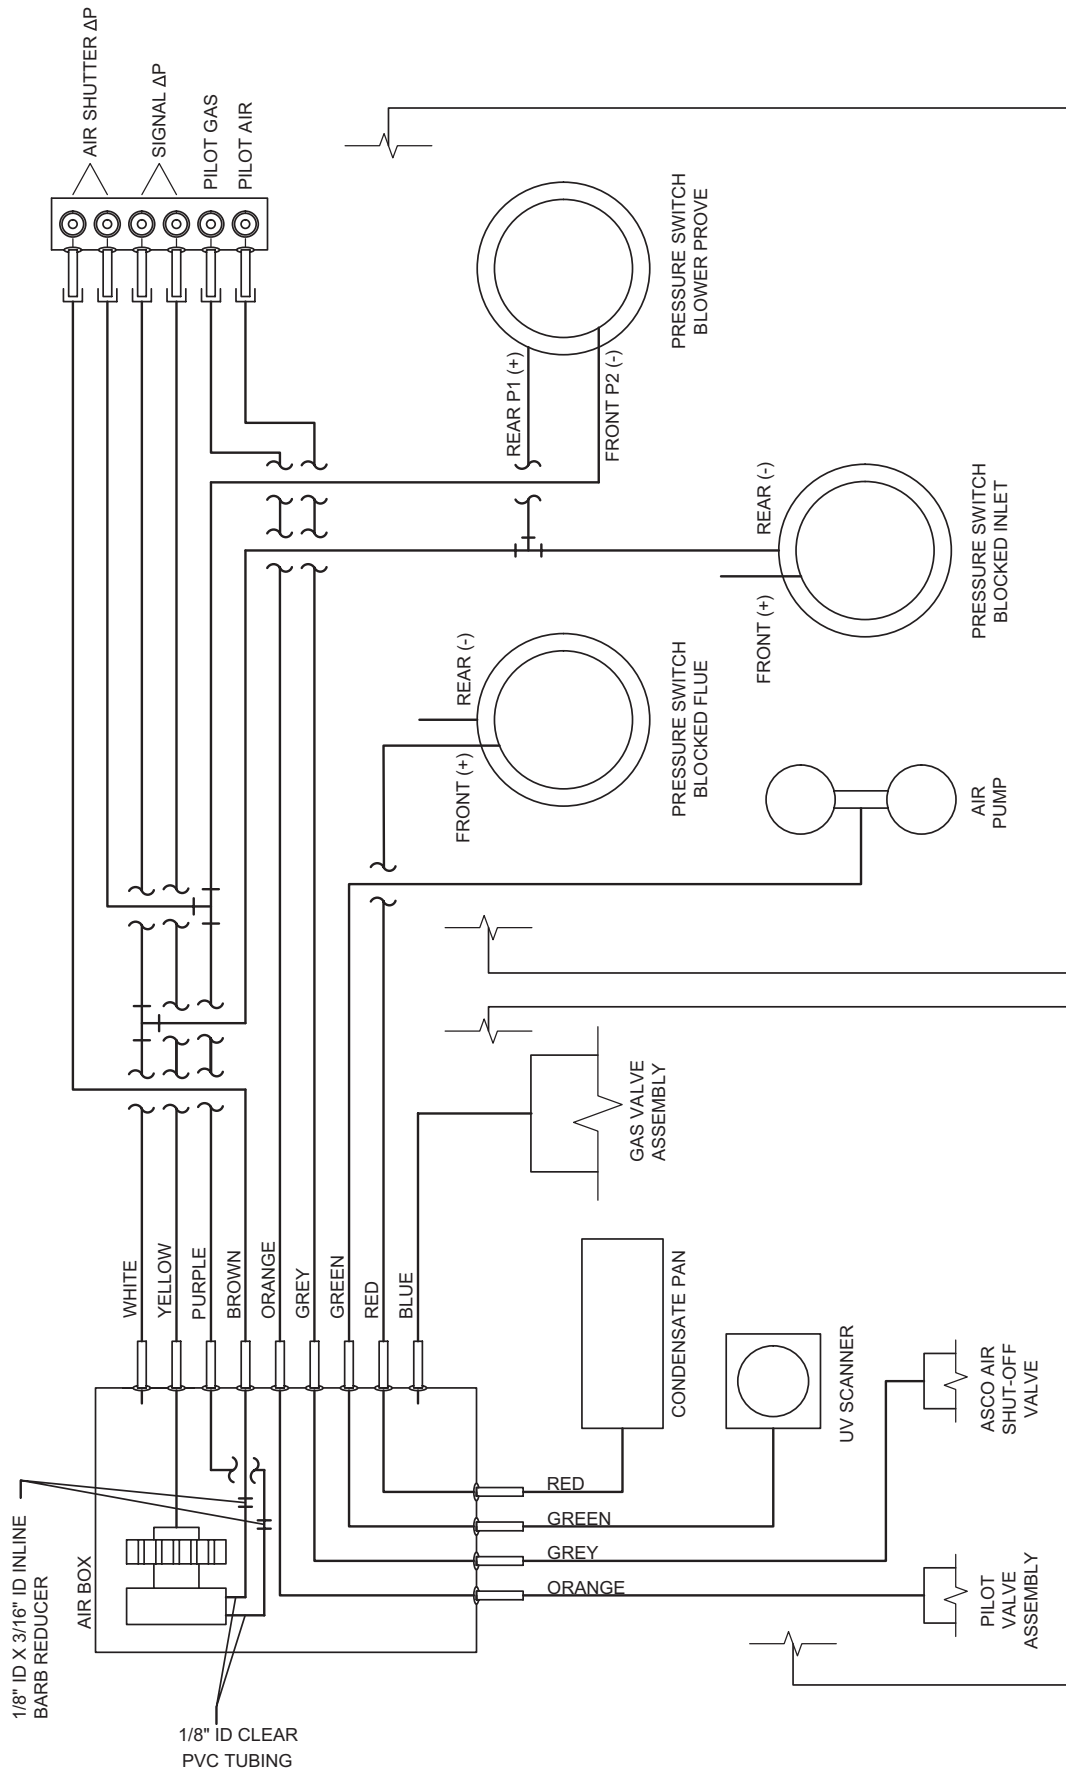 AIR SHUTTER ΔP
SIGNAL ΔP
PILOT GAS
PILOT AIR
PRESSURE SWITCH
BLOWER PROVE
REAR P1 (+)
FRONT P2 (-)
PRESSURE SWITCH
BLOCKED INLET
REAR (-)
FRONT (+)
PRESSURE SWITCH
BLOCKED FLUE
REAR (-)
FRONT (+)
AIR
PUMP
GAS VALVE
ASSEMBLY
WHITE
YELLOW
PURPLE
BROWN
ORANGE
GREY
GREEN
RED
BLUE
CONDENSATE PAN
UV SCANNER
ASCO AIR
SHUT-OFF
VALVE
PILOT
VALVE
ASSEMBLY
RED
GREEN
GREY
ORANGE
AIR BOX
1/8" ID X 3/16" ID INLINE
BARB REDUCER
1/8" ID CLEAR
PVC TUBING